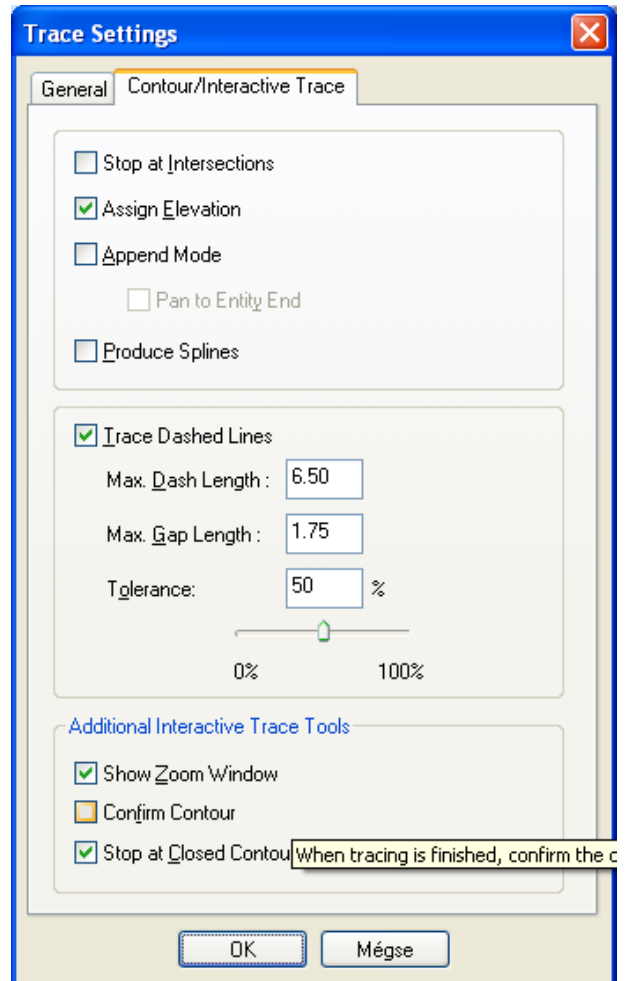 Trace Settings
General Contour/Interactive Trace
Stop at Intersections
Assign Elevation
Append Mode
Pan to Entity End
Produce Splines
Trace Dashed Lines
Max. Dash Length : 6.50
Max. Gap Length : 1.75
Tolerance: 50 %
0% 100%
Additional Interactive Trace Tools
Show Zoom Window
Confirm Contour
Stop at Closed Contou
When tracing is finished, confirm the
OK Mégse